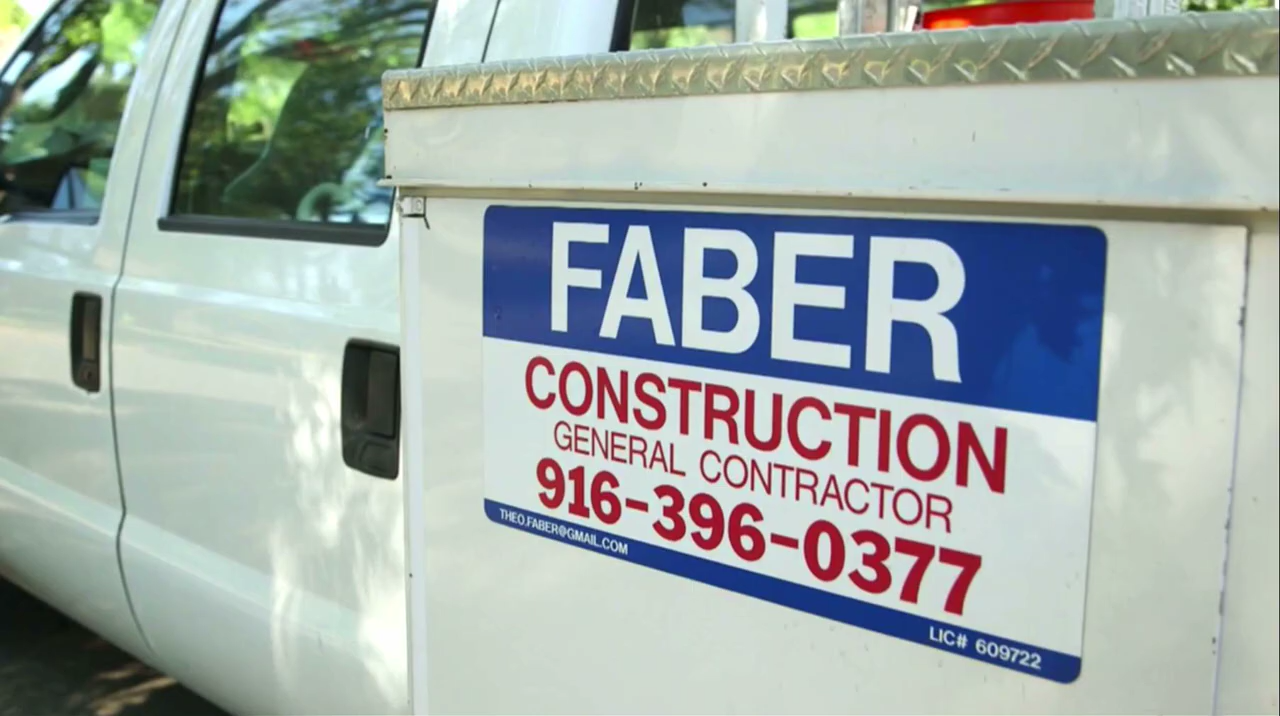 FABER
CONSTRUCTION
GENERAL CONTRACTOR
916-396-0377
THEO.FABER@GMAIL.COM
LIC# 609722